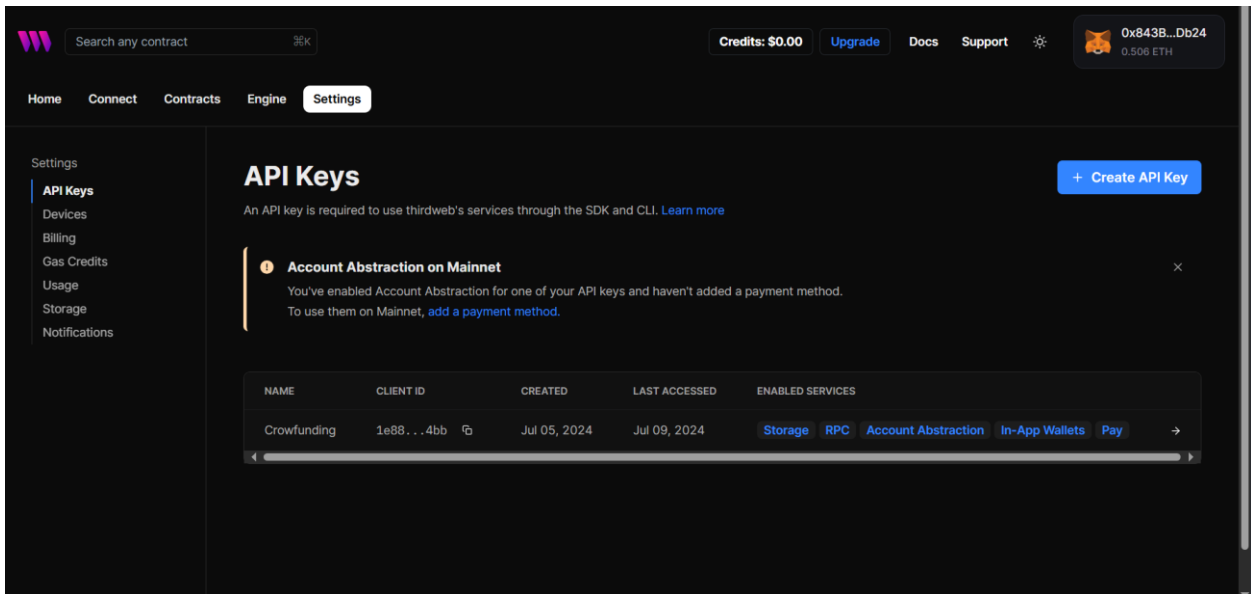 Search any contract ⌘K
Credits: $0.00 Upgrade Docs Support 0x843B...Db24
0.506 ETH
Home Connect Contracts Engine Settings
Settings
API Keys
Devices
Billing
Gas Credits
Usage
Storage
Notifications
API Keys
+ Create API Key
An API key is required to use thirdweb's services through the SDK and CLI. Learn more
Account Abstraction on Mainnet
You've enabled Account Abstraction for one of your API keys and haven't added a payment method.
To use them on Mainnet, add a payment method.
NAME CLIENT ID CREATED LAST ACCESSED ENABLED SERVICES
Crowfunding 1e88...4bb Jul 05, 2024 Jul 09, 2024 Storage RPC Account Abstraction In-App Wallets Pay